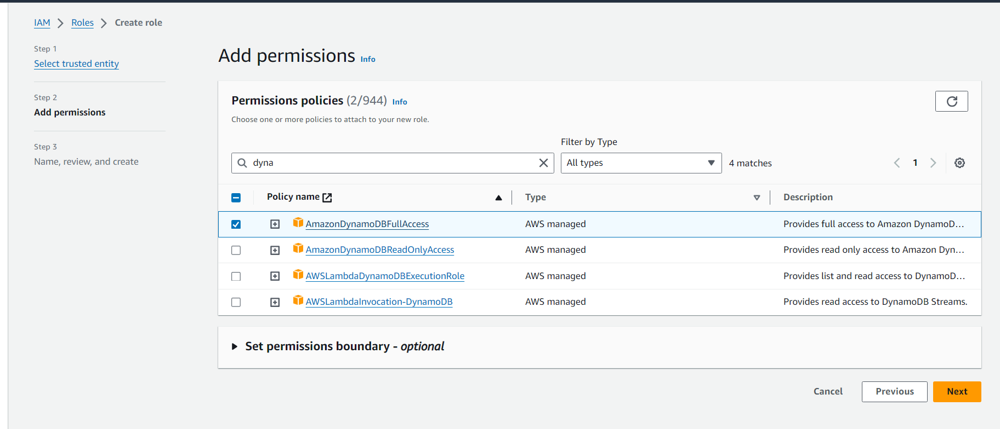 IAM > Roles > Create role
Step 1
Select trusted entity
Step 2
Add permissions
Step 3
Name, review, and create
Add permissions Info
Permissions policies (2/944) Info
Choose one or more policies to attach to your new role.
Filter by Type
dyna All types 4 matches 1
Policy name Type Description
AmazonDynamoDBFullAccess AWS managed Provides full access to Amazon DynamoD...
AmazonDynamoDBReadOnlyAccess AWS managed Provides read only access to Amazon Dyn...
AWSLambdaDynamoDBExecutionRole AWS managed Provides list and read access to DynamoD...
AWSLambdaInvocation-DynamoDB AWS managed Provides read access to DynamoDB Streams.
Set permissions boundary - optional
Cancel Previous Next